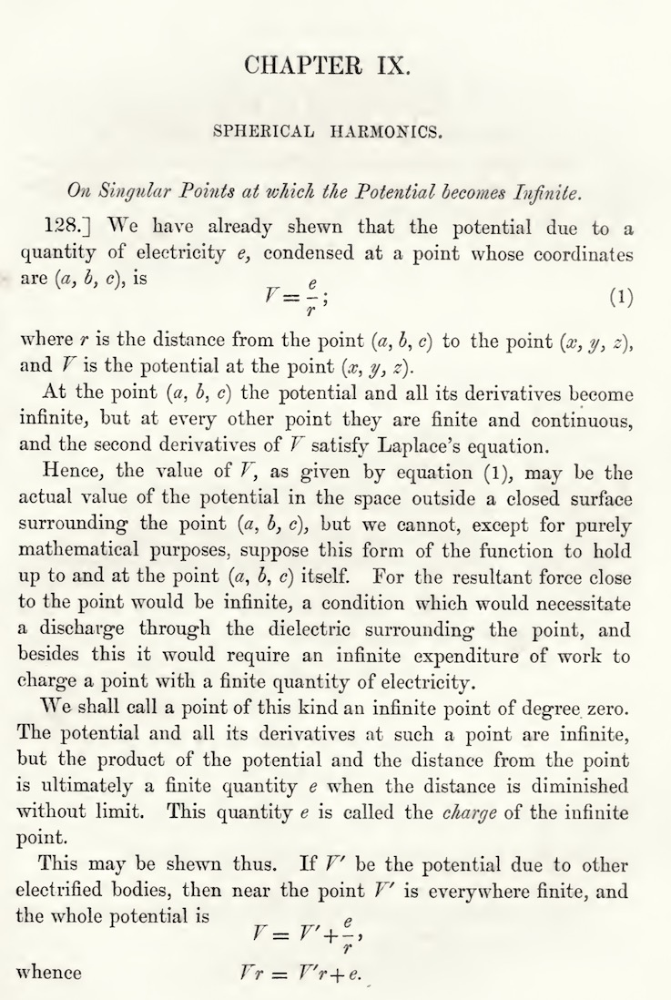 CHAPTER IX.
SPHERICAL HARMONICS.
On Singular Points at which the Potential becomes Infinite.
128.] We have already shewn that the potential due to a
quantity of electricity e, condensed at a point whose coordinates
are (a, b, c), is
V = e/r; (1)
where r is the distance from the point (a, b, c) to the point (x, y, z),
and V is the potential at the point (x, y, z).
At the point (a, b, c) the potential and all its derivatives become
infinite, but at every other point they are finite and continuous,
and the second derivatives of V satisfy Laplace's equation.
Hence, the value of V, as given by equation (1), may be the
actual value of the potential in the space outside a closed surface
surrounding the point (a, b, c), but we cannot, except for purely
mathematical purposes, suppose this form of the function to hold
up to and at the point (a, b, c) itself. For the resultant force close
to the point would be infinite, a condition which would necessitate
a discharge through the dielectric surrounding the point, and
besides this it would require an infinite expenditure of work to
charge a point with a finite quantity of electricity.
We shall call a point of this kind an infinite point of degree zero.
The potential and all its derivatives at such a point are infinite,
but the product of the potential and the distance from the point
is ultimately a finite quantity e when the distance is diminished
without limit. This quantity e is called the charge of the infinite
point.
This may be shewn thus. If V′ be the potential due to other
electrified bodies, then near the point V′ is everywhere finite, and
the whole potential is
V = V′ + e/r,
whence Vr = V′r + e.